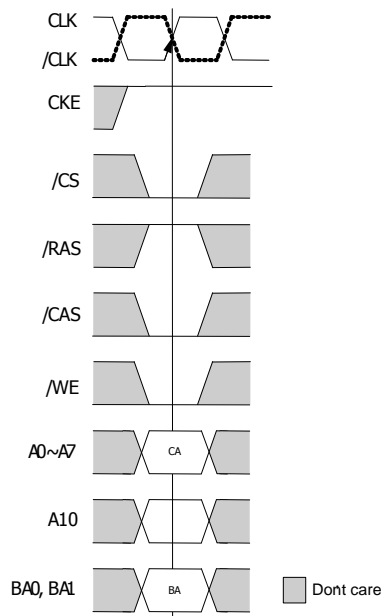 CLK
/CLK
CKE
/CS
/RAS
/CAS
/WE
A0~A7
CA
A10
BA0, BA1
BA
Dont care